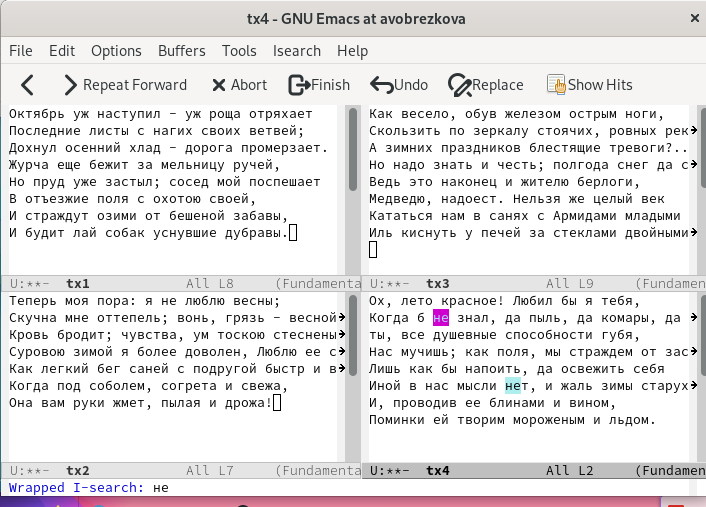 tx4 - GNU Emacs at avobrezkova
File Edit Options Buffers Tools Isearch Help
Repeat Forward Abort Finish Undo Replace Show Hits
Октябрь уж наступил - уж роща отряхает
Последние листы с нагих своих ветвей;
Дохнул осенний хлад - дорога промерзает.
Журча еще бежит за мельницу ручей,
Но пруд уже застыл; сосед мой поспешает
В отъезжие поля с охотою своей,
И страждут озими от бешеной забавы,
И будит лай собак уснувшие дубравы.
U:**- tx1 All L8 (Fundamenta
Как весело, обув железом острым ноги,
Скользить по зеркалу стоячих, ровных рек
А зимних праздников блестящие тревоги?..
Но надо знать и честь; полгода снег да с
Ведь это наконец и жителю берлоги,
Медведю, надоест. Нельзя же целый век
Кататься нам в санях с Армидами младыми
Иль киснуть у печей за стеклами двойными
U:**- tx3 All L9 (Fundamenta
Теперь моя пора: я не люблю весны;
Скучна мне оттепель; вонь, грязь - весной
Кровь бродит; чувства, ум тоскою стеснены
Суровою зимой я более доволен, Люблю ее с
Как легкий бег саней с подругой быстр и в
Когда под соболем, согрета и свежа,
Она вам руки жмет, пылая и дрожа!
U:**- tx2 All L7 (Fundamenta
Ох, лето красное! Любил бы я тебя,
Когда б не знал, да пыль, да комары, да
ты, все душевные способности губя,
Нас мучишь; как поля, мы страждем от зас
Лишь как бы напоить, да освежить себя
Иной в нас мысли нет, и жаль зимы старух
И, проводив ее блинами и вином,
Поминки ей творим мороженым и льдом.
U:**- tx4 All L2 (Fundamen
Wrapped I-search: не